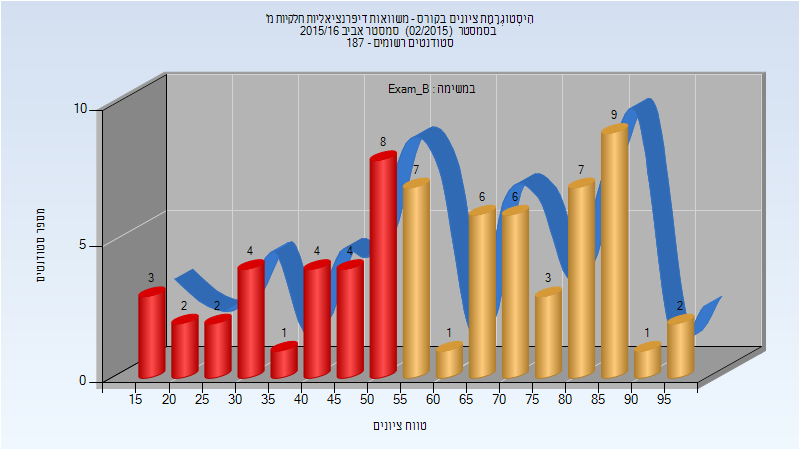 היסטוגרמת ציונים בקורס - משוואות דיפרנציאליות חלקיות מ'
בסמסטר (02/2015) סמסטר אביב 2015/16
סטודנטים רשומים - 187
במשימה : Exam_B
מספר סטודנטים
10
5
0
3
2
2
4
1
4
4
8
7
1
6
6
3
7
9
1
2
15 20 25 30 35 40 45 50 55 60 65 70 75 80 85 90 95
טווח ציונים